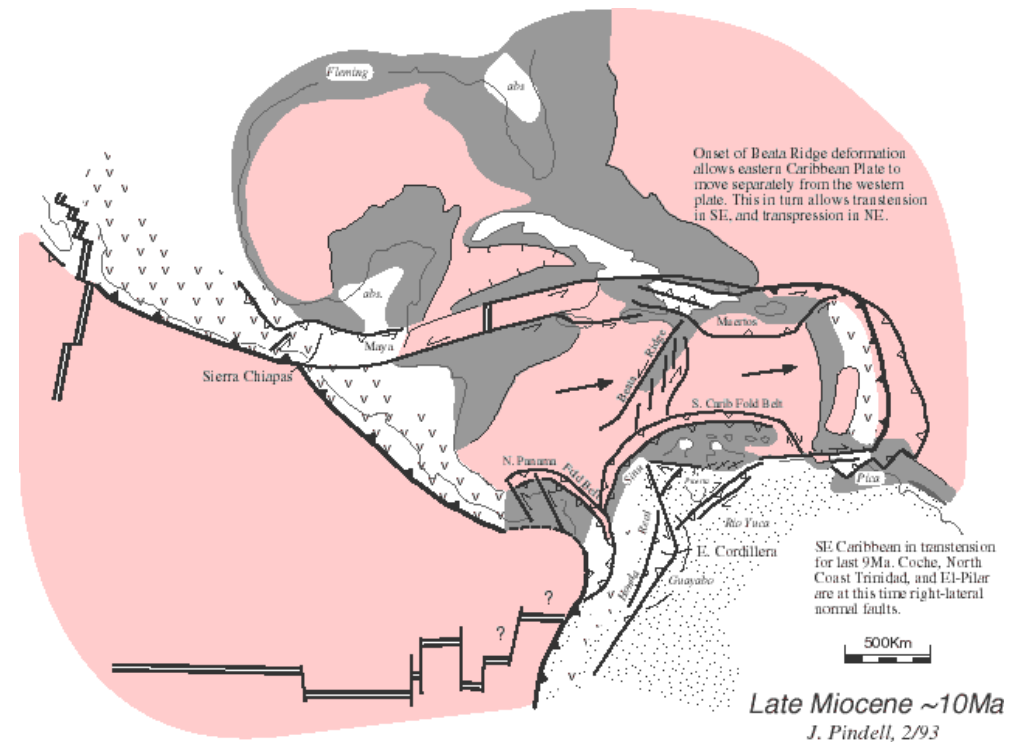 Fleming
abs
Onset of Beata Ridge deformation
allows eastern Caribbean Plate to
move separately from the western
plate. This in turn allows transtension
in SE, and transpression in NE.
abs.
Maya
Muertos
Sierra Chiapas
Beata Ridge
S. Carib Fold Belt
N. Panama
Fold Belt
Sinu
Pica
Real
Rio Yuca
E. Cordillera
Honda
Guayabo
SE Caribbean in transtension
for last 9Ma. Coche, North
Coast Trinidad, and El-Pilar
are at this time right-lateral
normal faults.
?
?
500Km
Late Miocene ~10Ma
J. Pindell, 2/93